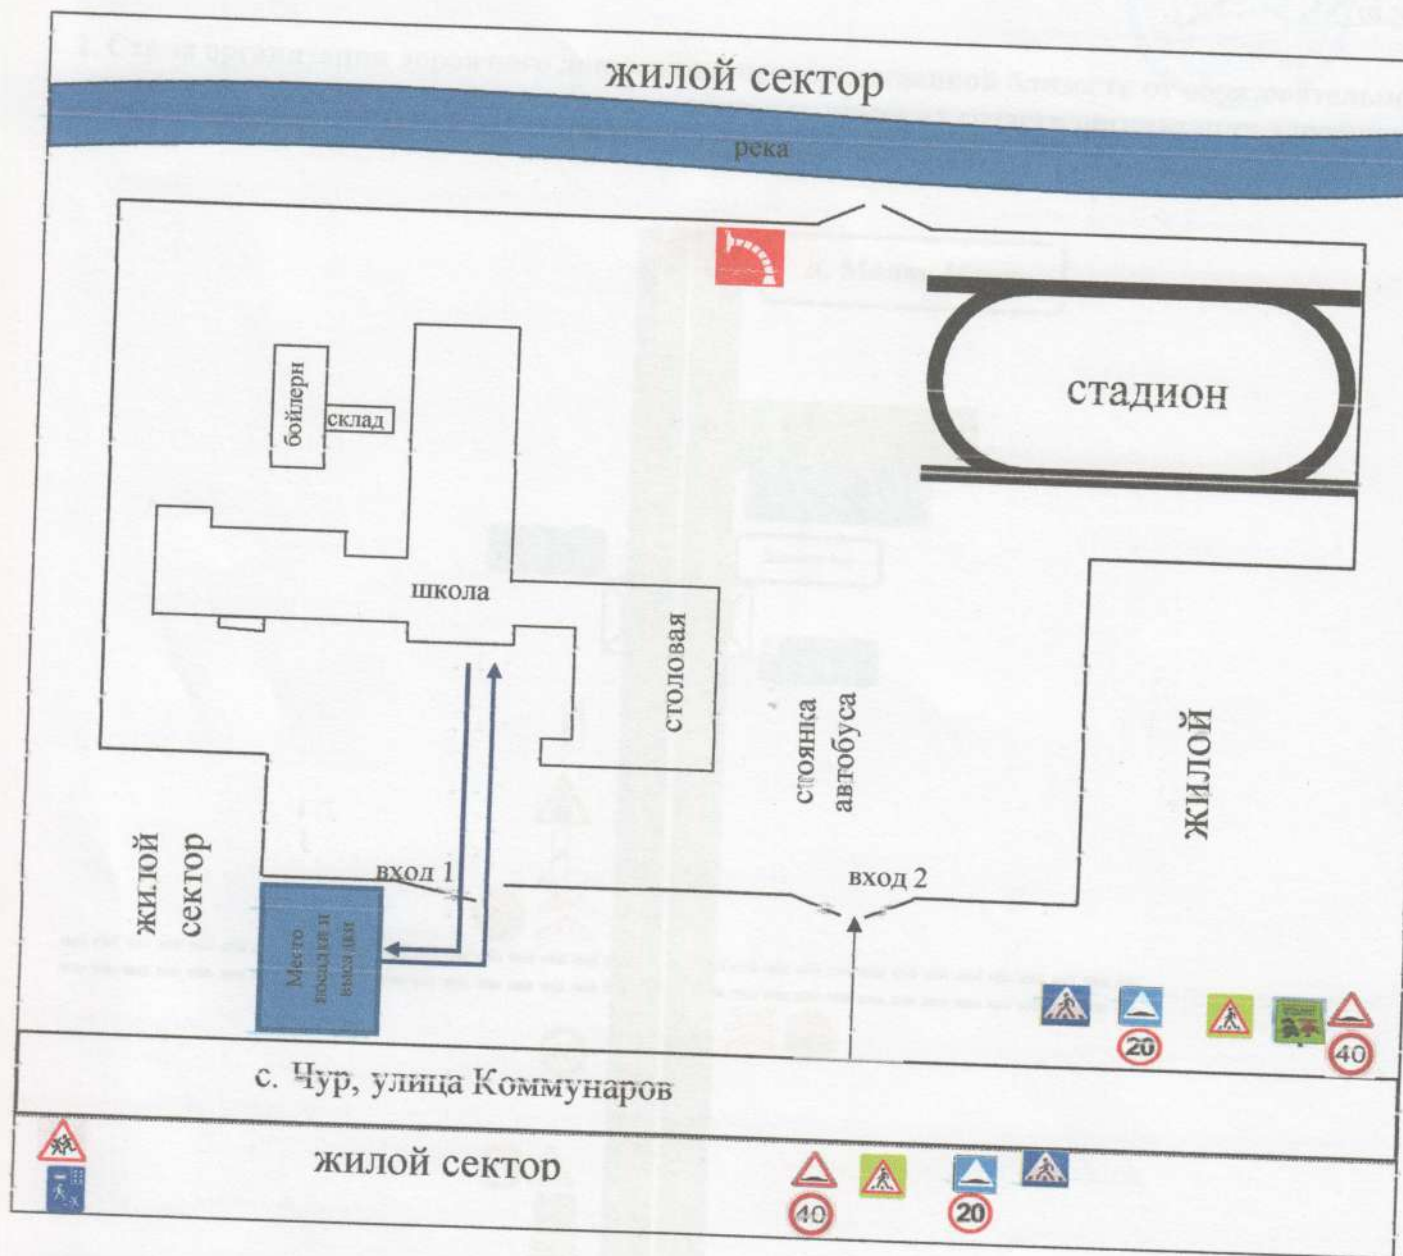 жилой сектор
река
стадион
бойлерн
склад
школа
столовая
стоянка
автобуса
жилой
жилой
сектор
вход 1
вход 2
Место
посадки и
высадки
20
40
с. Чур, улица Коммунаров
жилой сектор
40
20